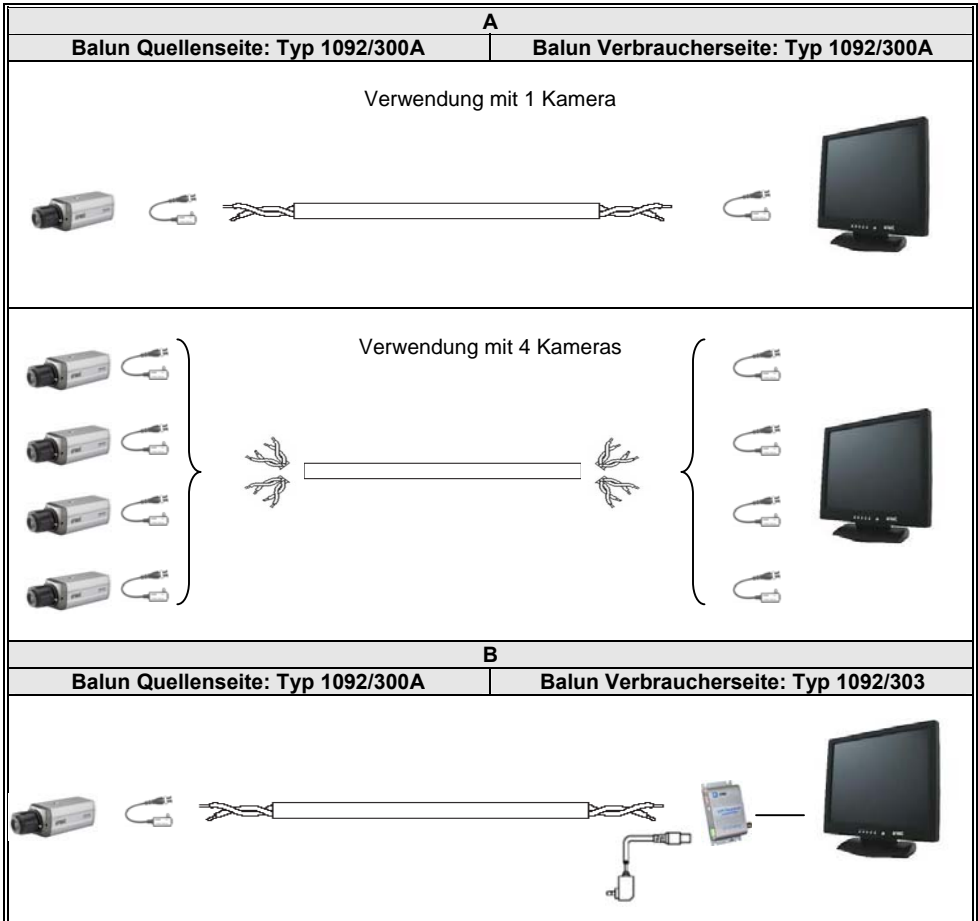 A
Balun Quellenseite: Typ 1092/300A Balun Verbraucherseite: Typ 1092/300A
Verwendung mit 1 Kamera
Verwendung mit 4 Kameras
B
Balun Quellenseite: Typ 1092/300A Balun Verbraucherseite: Typ 1092/303